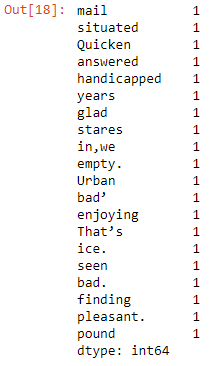 Out[18]: mail 1
situated 1
Quicken 1
answered 1
handicapped 1
years 1
glad 1
stares 1
in,we 1
empty. 1
Urban 1
bad’ 1
enjoying 1
That’s 1
ice. 1
seen 1
bad. 1
finding 1
pleasant. 1
pound 1
dtype: int64